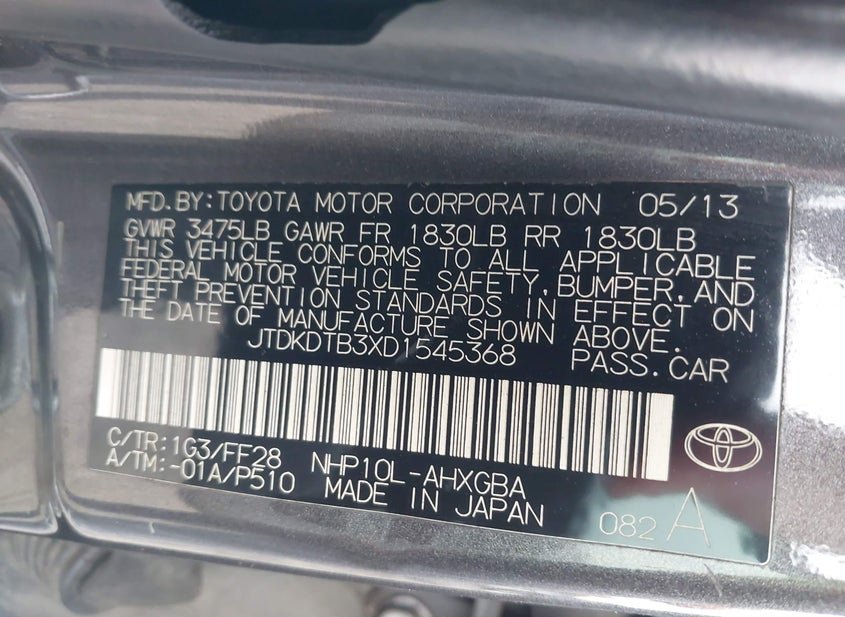 MFD.BY:TOYOTA MOTOR CORPORATION 05/13
GVWR 3475LB GAWR FR 1830LB RR 1830LB
THIS VEHICLE CONFORMS TO ALL APPLICABLE
FEDERAL MOTOR VEHICLE SAFETY,BUMPER,AND
THEFT PREVENTION STANDARDS IN EFFECT ON
THE DATE OF MANUFACTURE SHOWN ABOVE.
JTDKDTB3XD1545368 PASS.CAR
C/TR:1G3/FF28 NHP10L-AHXGBA
A/TM:-01A/P510 MADE IN JAPAN
082 A